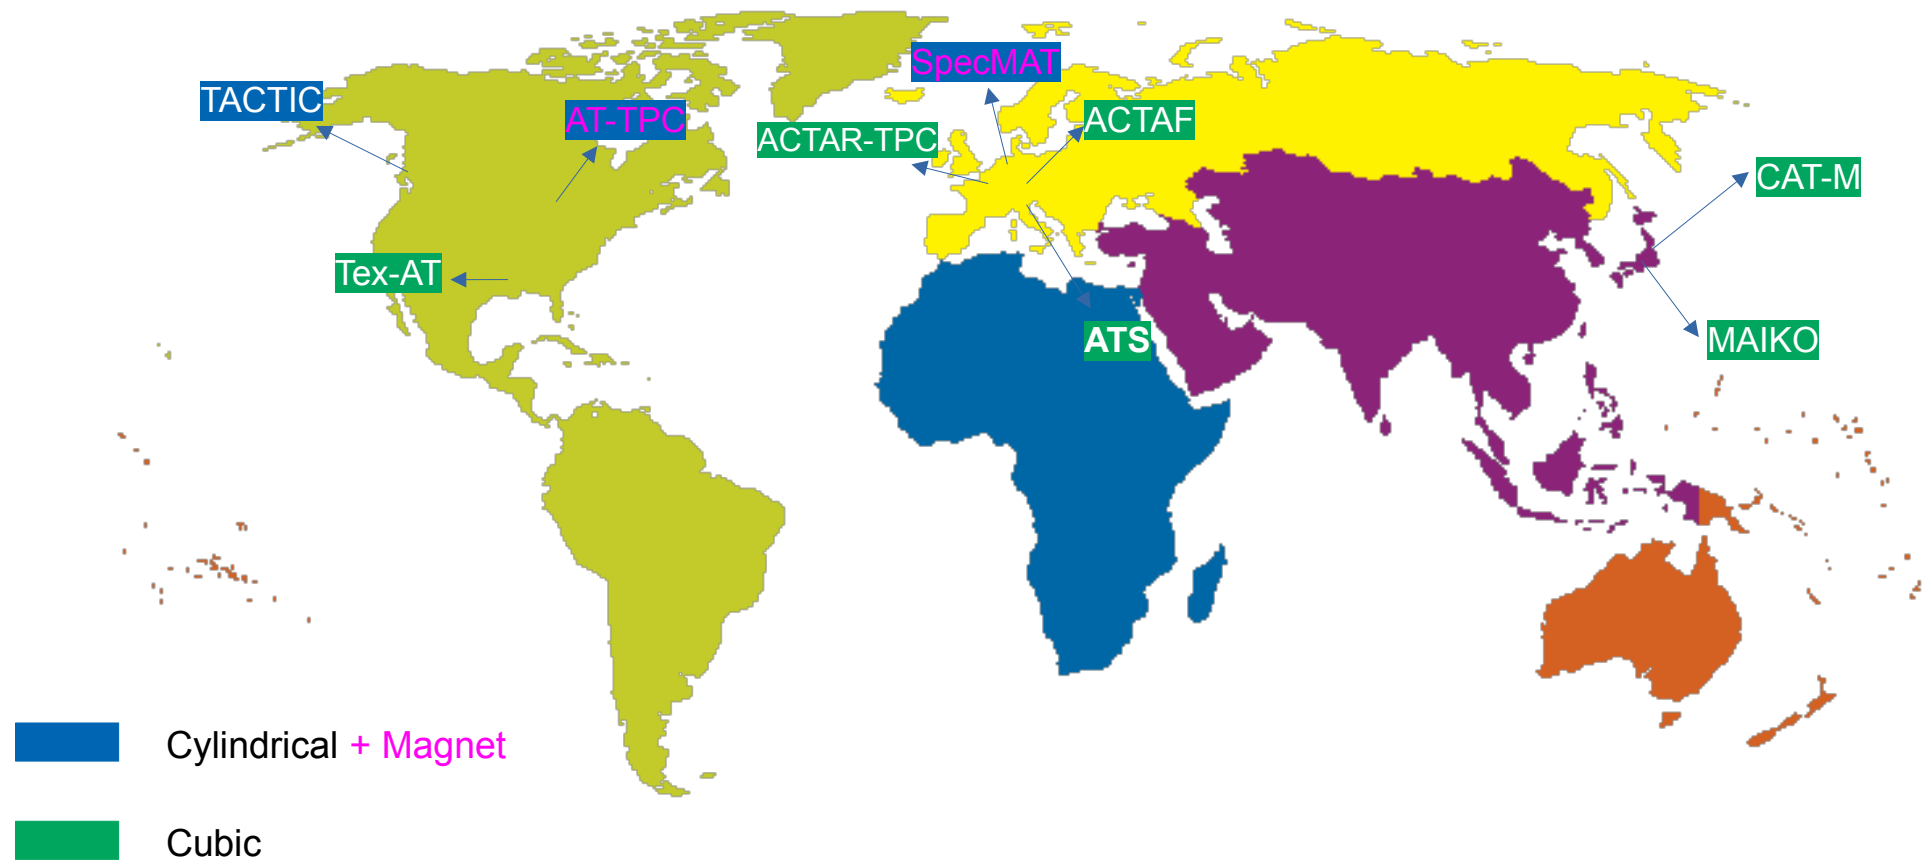 SpecMAT
TACTIC
AT-TPC
ACTAF
ACTAR-TPC
CAT-M
Tex-AT
ATS
MAIKO
Cylindrical + Magnet
Cubic